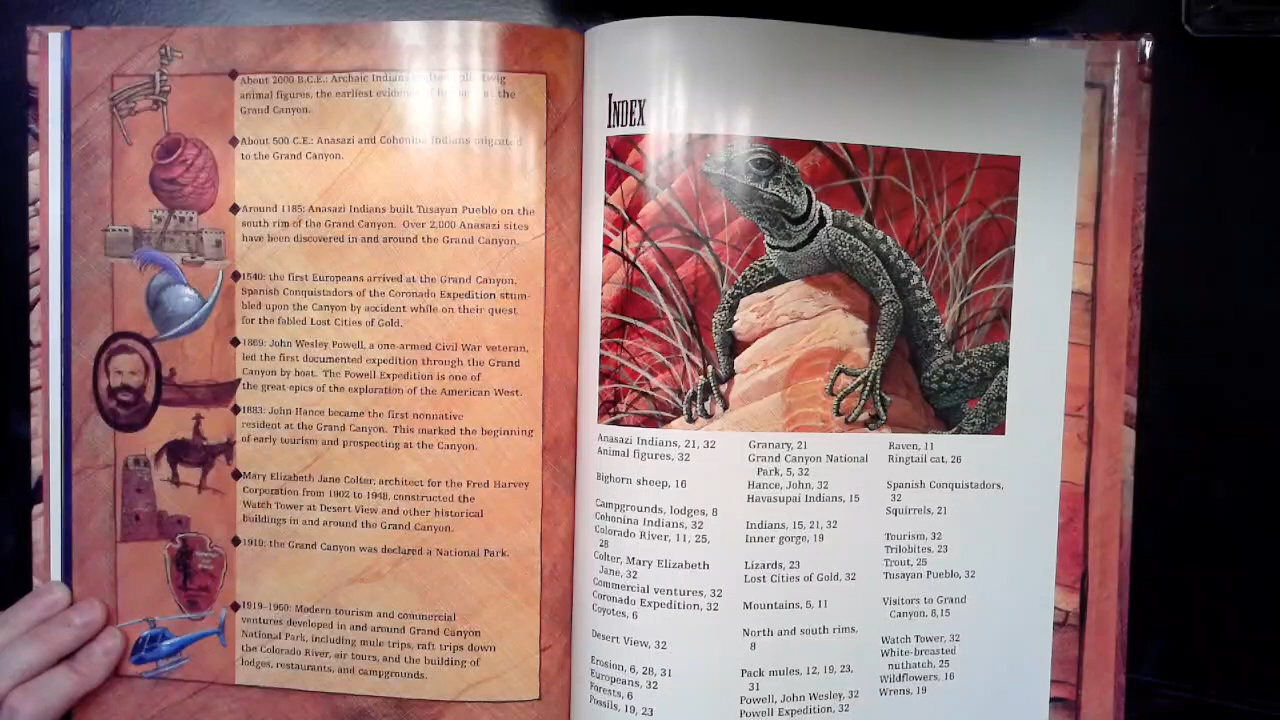 About 2000 B.C.E.: Archaic Indians twig
animal figures, the earliest evidence the
Grand Canyon.
About 500 C.E.: Anasazi and Cohonina Indians migrated
to the Grand Canyon.
Around 1185: Anasazi Indians built Tusayan Pueblo on the
south rim of the Grand Canyon. Over 2,000 Anasazi sites
have been discovered in and around the Grand Canyon.
1540: the first Europeans arrived at the Grand Canyon.
Spanish Conquistadors of the Coronado Expedition stum-
bled upon the Canyon by accident while on their quest
for the fabled Lost Cities of Gold.
1869: John Wesley Powell, a one-armed Civil War veteran,
led the first documented expedition through the Grand
Canyon by boat. The Powell Expedition is one of
the great epics of the exploration of the American West.
1883: John Hance became the first nonnative
resident at the Grand Canyon. This marked the beginning
of early tourism and prospecting at the Canyon.
Mary Elizabeth Jane Colter, architect for the Fred Harvey
Corporation from 1902 to 1948, constructed the
Watch Tower at Desert View and other historical
buildings in and around the Grand Canyon.
1919: the Grand Canyon was declared a National Park.
1919-1960: Modern tourism and commercial
ventures developed in and around Grand Canyon
National Park, including mule trips, raft trips down
the Colorado River, air tours, and the building of
lodges, restaurants, and campgrounds.
INDEX
Anasazi Indians, 21, 32
Animal figures, 32
Bighorn sheep, 16
Campgrounds, lodges, 8
Cohonina Indians, 32
Colorado River, 11, 25,
28
Colter, Mary Elizabeth
Jane, 32
Commercial ventures, 32
Coronado Expedition, 32
Coyotes, 6
Desert View, 32
Erosion, 6, 28, 31
Europeans, 32
Forests, 6
Fossils, 19, 23
Granary, 21
Grand Canyon National
Park, 5, 32
Hance, John, 32
Havasupai Indians, 15
Indians, 15, 21, 32
Inner gorge, 19
Lizards, 23
Lost Cities of Gold, 32
Mountains, 5, 11
North and south rims,
8
Pack mules, 12, 19, 23,
31
Powell, John Wesley, 32
Powell Expedition, 32
Raven, 11
Ringtail cat, 26
Spanish Conquistadors,
32
Squirrels, 21
Tourism, 32
Trilobites, 23
Trout, 25
Tusayan Pueblo, 32
Visitors to Grand
Canyon, 8,15
Watch Tower, 32
White-breasted
nuthatch, 25
Wildflowers, 16
Wrens, 19